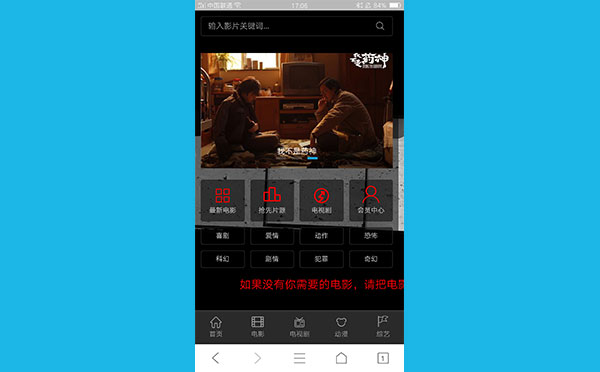 中国联通 17:06 84%
输入影片关键词...
我不是药神
我不是药神
最新电影 抢先片源 电视剧 会员中心
喜剧 爱情 动作 恐怖
科幻 剧情 犯罪 奇幻
如果没有你需要的电影，请把电影
首页 电影 电视剧 动漫 综艺
1